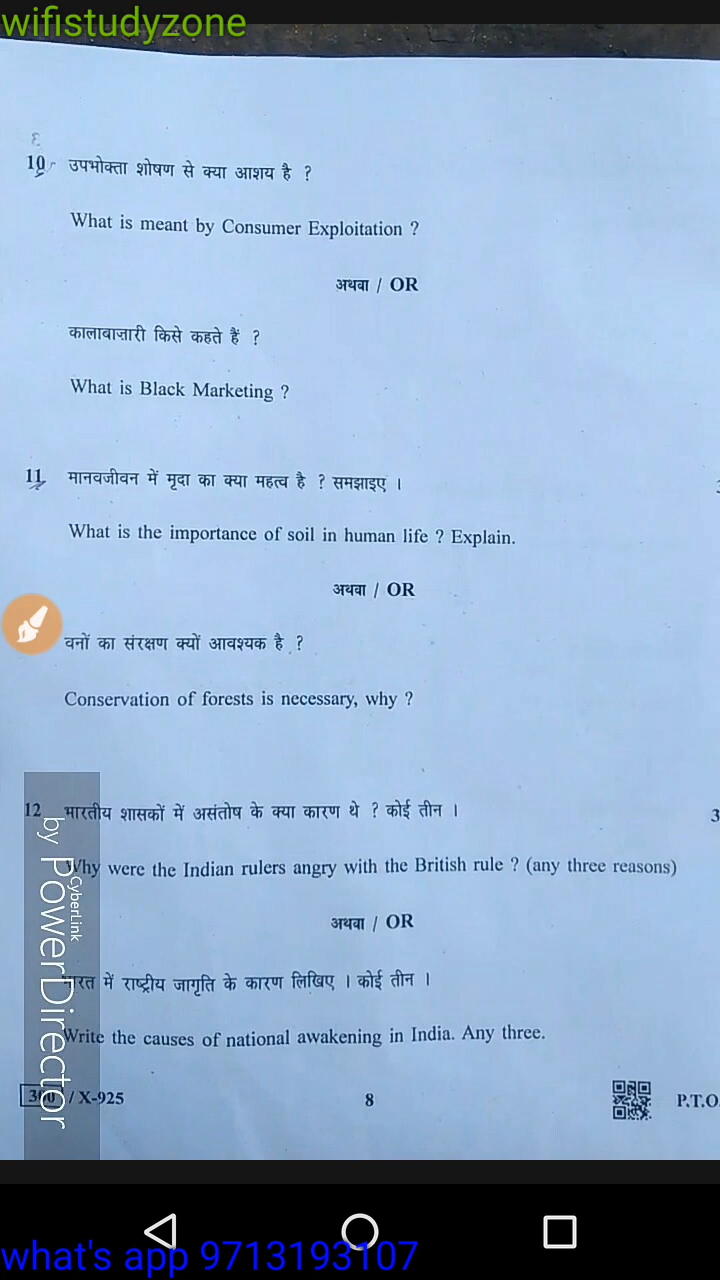 wifistudyzone
10 उपभोक्ता शोषण से क्या आशय है ?
What is meant by Consumer Exploitation ?
अथवा / OR
कालाबाज़ारी किसे कहते हैं ?
What is Black Marketing ?
11 मानवजीवन में मृदा का क्या महत्व है ? समझाइए ।
What is the importance of soil in human life ? Explain.
अथवा / OR
वनों का संरक्षण क्यों आवश्यक है ?
Conservation of forests is necessary, why ?
12 भारतीय शासकों में असंतोष के क्या कारण थे ? कोई तीन । 3
Why were the Indian rulers angry with the British rule ? (any three reasons)
अथवा / OR
भारत में राष्ट्रीय जागृति के कारण लिखिए । कोई तीन ।
Write the causes of national awakening in India. Any three.
/ X-925 8 P.T.O
by CyberLink PowerDirector
what's app 9713193107